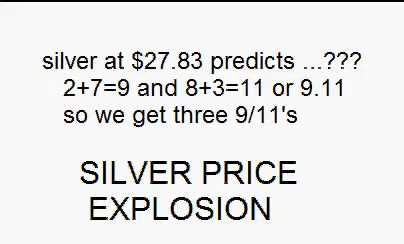 silver at $27.83 predicts ...???
2+7=9 and 8+3=11 or 9.11
so we get three 9/11's
SILVER PRICE
EXPLOSION